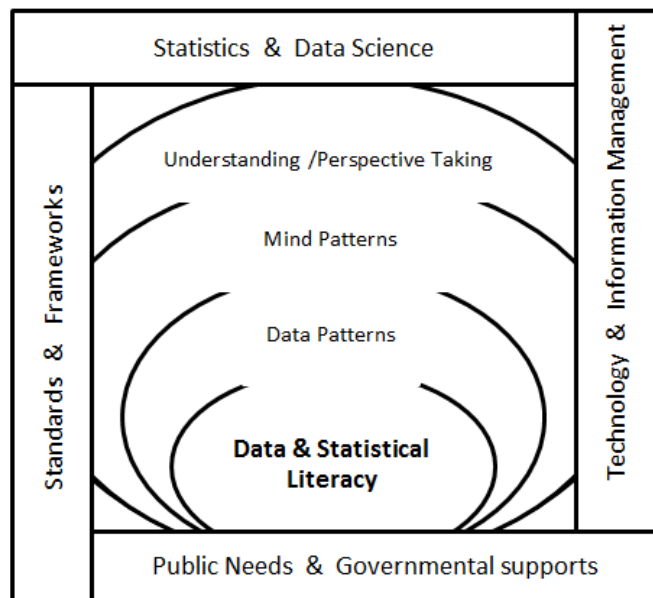 Statistics & Data Science
Technology & Information Management
Standards & Frameworks
Understanding /Perspective Taking
Mind Patterns
Data Patterns
Data & Statistical
Literacy
Public Needs & Governmental supports